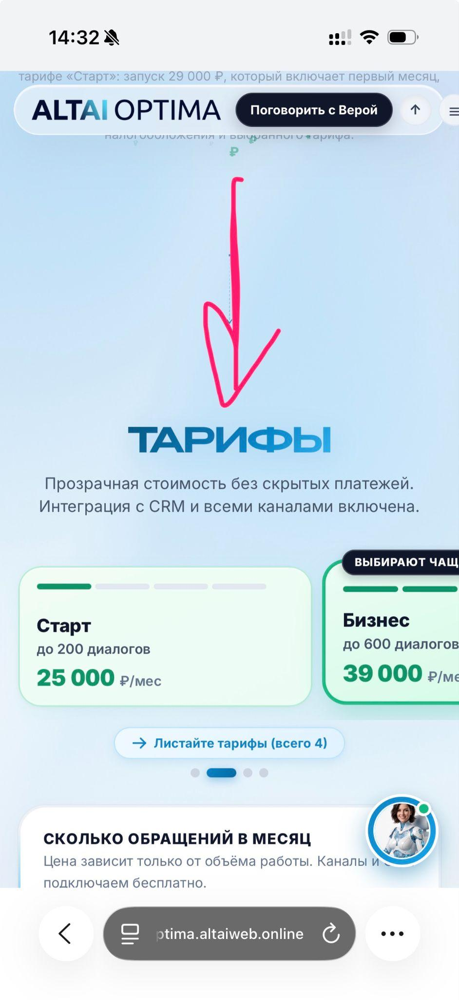 14:32
тарифе «Старт»: запуск 29 000 ₽, который включает первый месяц,
ALTAI OPTIMA
Поговорить с Верой
налогообложения и выбранного тарифа.
₽
ТАРИФЫ
Прозрачная стоимость без скрытых платежей.
Интеграция с CRM и всеми каналами включена.
ВЫБИРАЮТ ЧАЩ
Старт
до 200 диалогов
25 000 ₽/мес
Бизнес
до 600 диалогов
39 000 ₽/ме
→ Листайте тарифы (всего 4)
СКОЛЬКО ОБРАЩЕНИЙ В МЕСЯЦ
Цена зависит только от объёма работы. Каналы и
подключаем бесплатно.
ptima.altaiweb.online